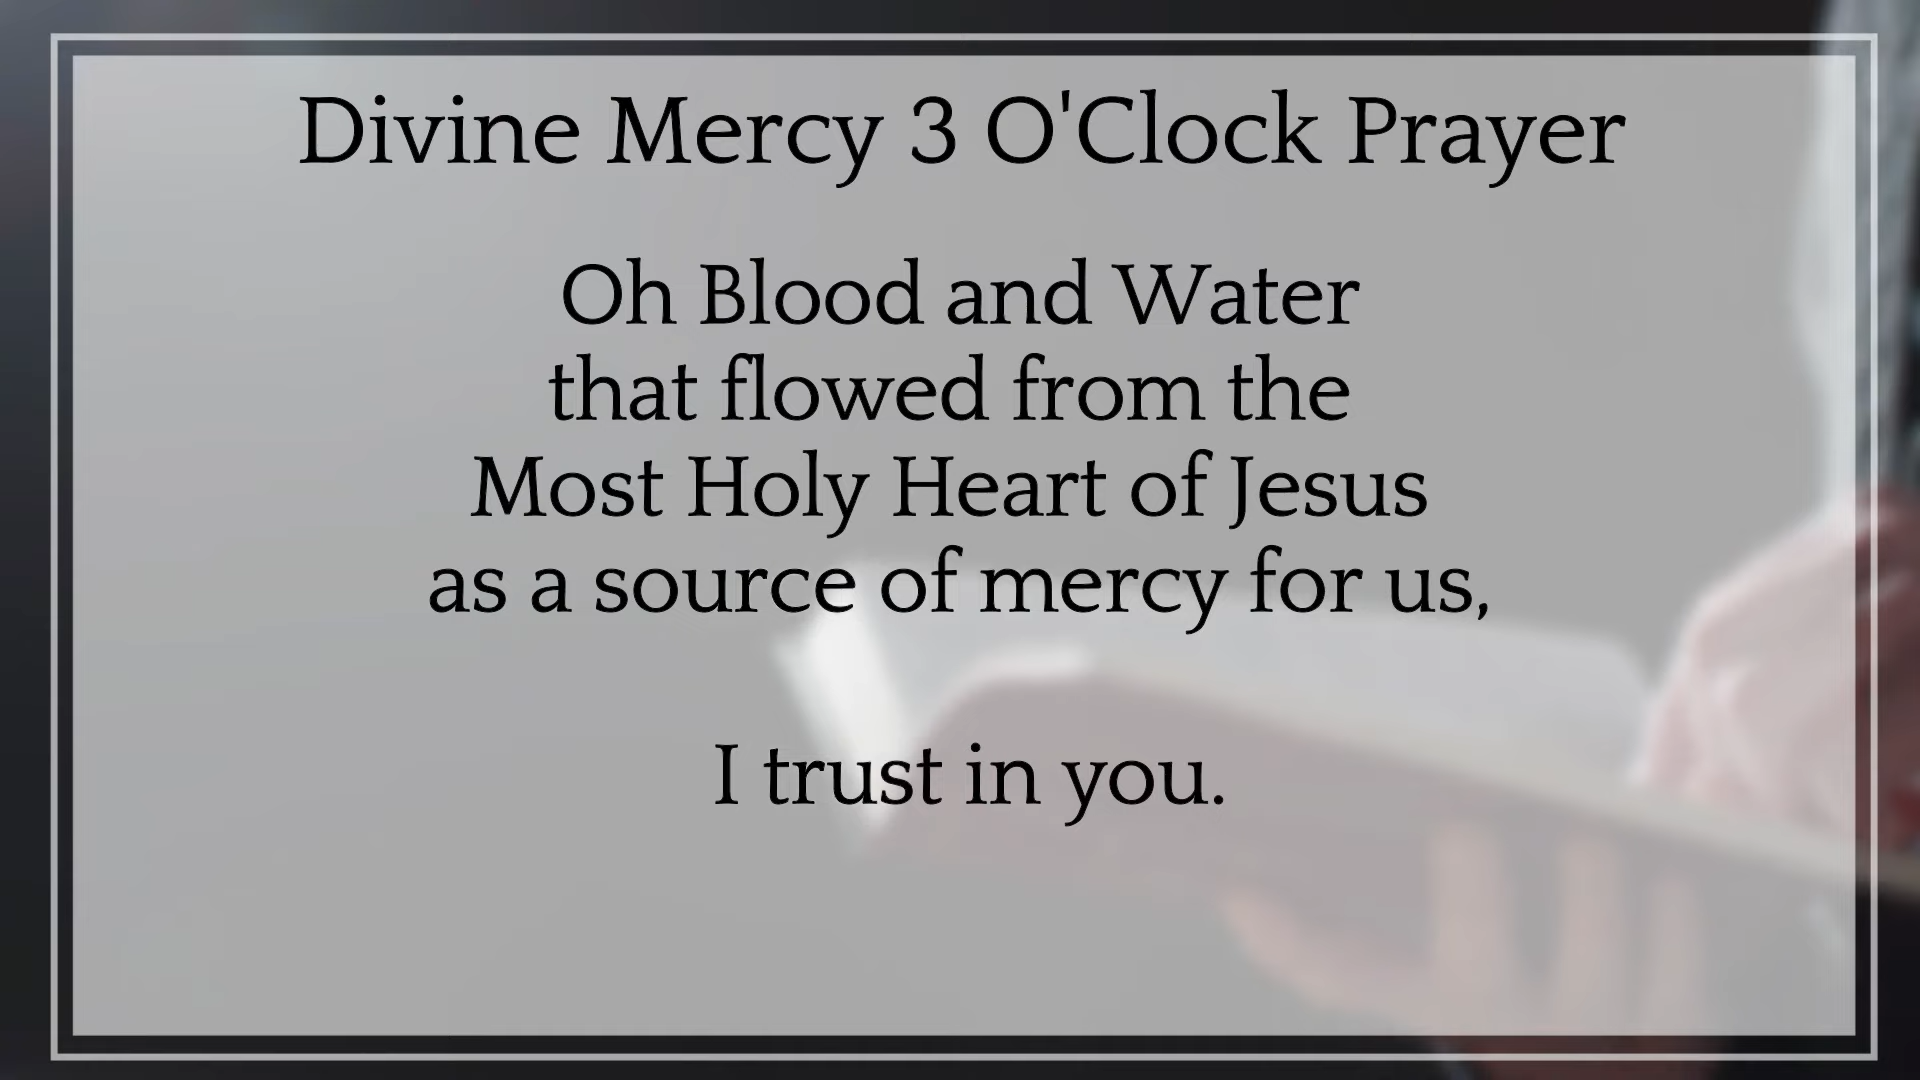 Divine Mercy 3 O'Clock Prayer
Oh Blood and Water
that flowed from the
Most Holy Heart of Jesus
as a source of mercy for us,
I trust in you.